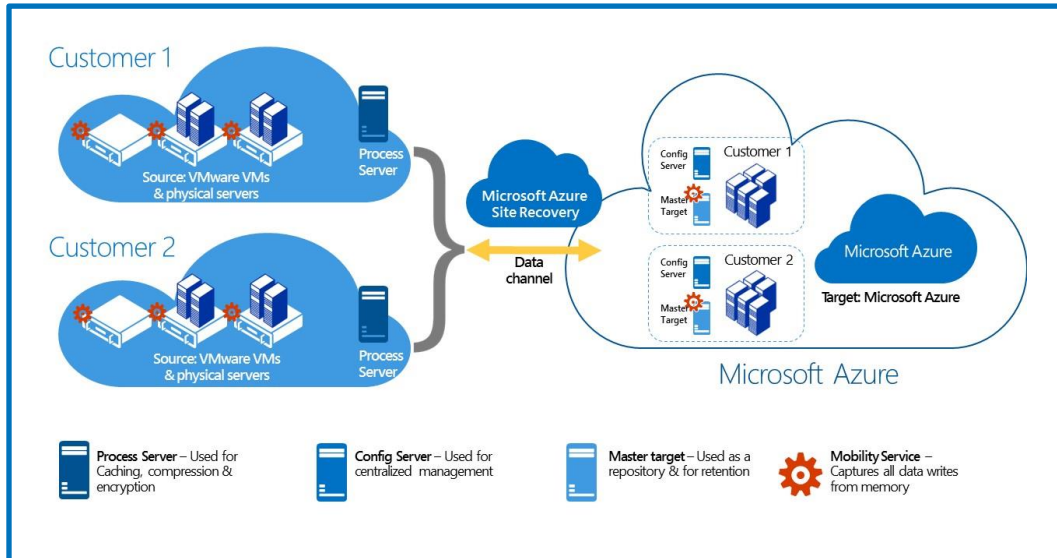 Customer 1
Process
Server
Source: VMware VMs
& physical servers
Customer 2
Process
Server
Source: VMware VMs
& physical servers
Microsoft Azure
Site Recovery
Data
channel
Config
Server
Customer 1
Master
Target
Config
Server
Customer 2
Master
Target
Microsoft Azure
Target: Microsoft Azure
Microsoft Azure
Process Server – Used for
Caching, compression &
encryption
Config Server – Used for
centralized management
Master target – Used as a
repository & for retention
Mobility Service –
Captures all data writes
from memory